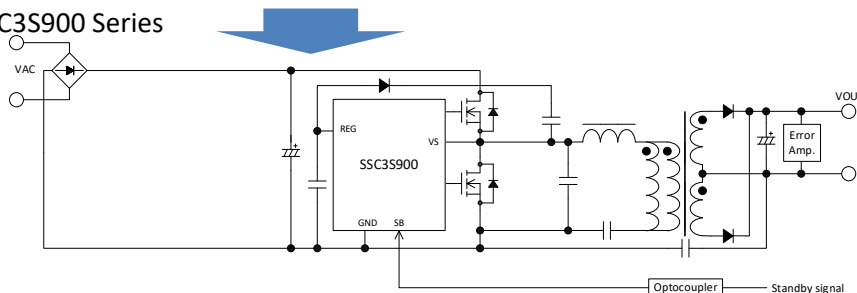 C3S900 Series
VAC
VOU
REG
VS
SSC3S900
Error
Amp.
GND
SB
Optocoupler
Standby signal